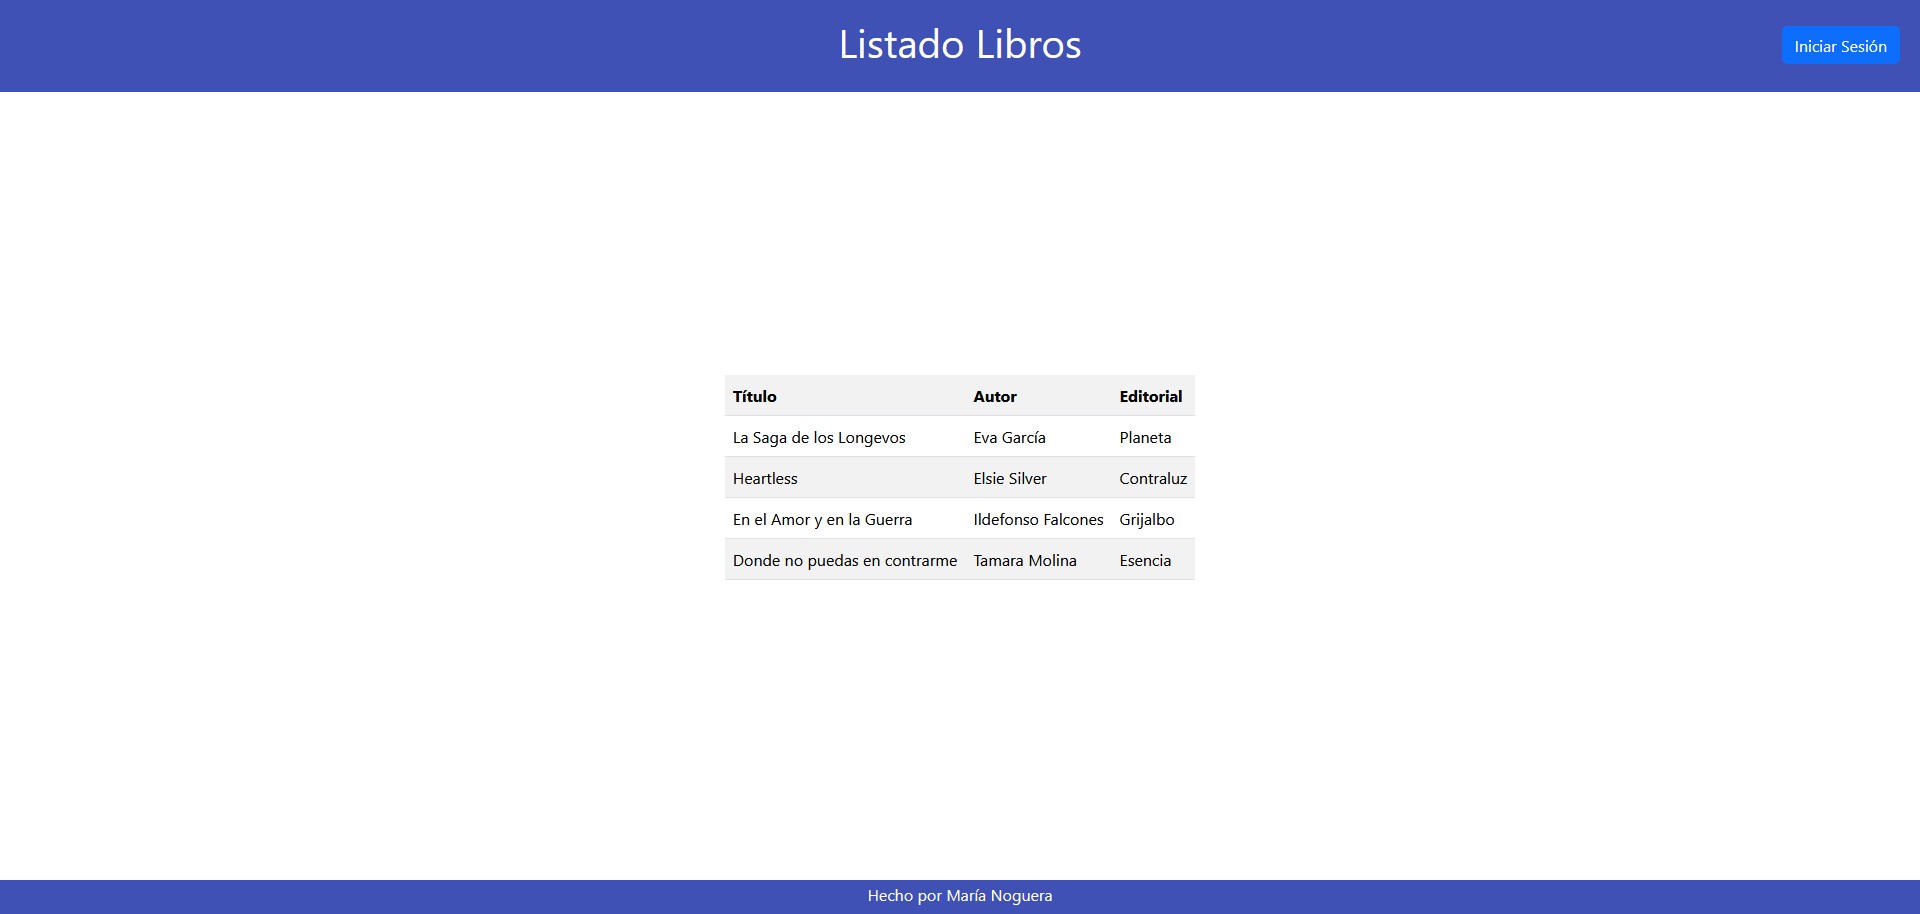 Listado Libros
Iniciar Sesión
Título Autor Editorial
La Saga de los Longevos Eva García Planeta
Heartless Elsie Silver Contraluz
En el Amor y en la Guerra Ildefonso Falcones Grijalbo
Donde no puedas en contrarme Tamara Molina Esencia
Hecho por María Noguera